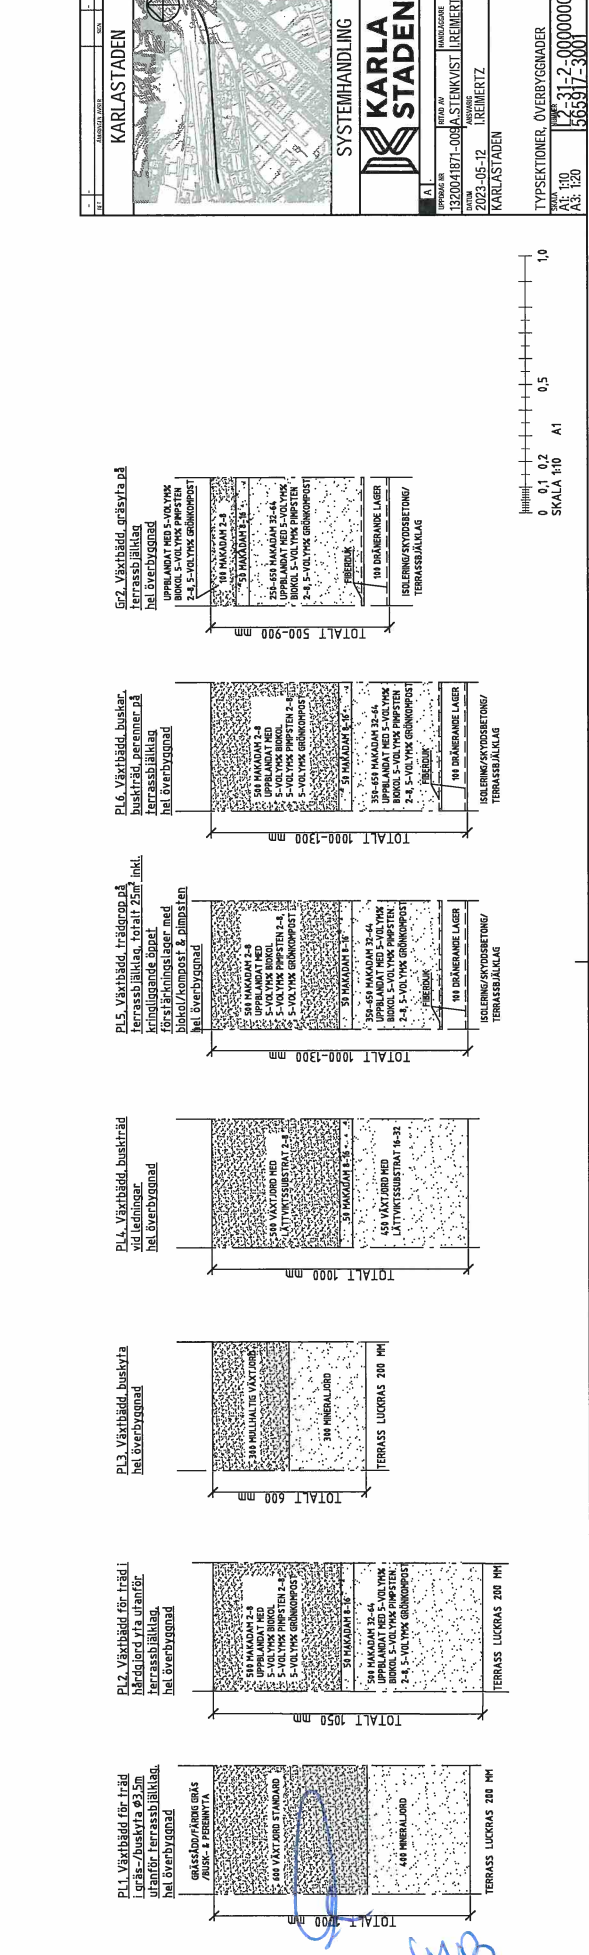 PL1, Växtbädd för träd
i gräs-/buskyta Ø3,5m
utanför terrassbjälklag,
hel överbyggnad
GRÄSSÅDD/FÄRDIG GRÄS
/BUSK- & PERENNYTA
600 VÄXTJORD STANDARD
400 MINERALJORD
TERRASS LUCKRAS 200 MM
TOTALT 1000 mm
PL2, Växtbädd för träd i
hårdgjord yta utanför
terrassbjälklag,
hel överbyggnad
500 MAKADAM 2-8
UPPBLANDAT MED
5-VOLYM% BIOKOL
5-VOLYM% PIMPSTEN 2-8,
5-VOLYM% GRÖNKOMPOST
50 MAKADAM 8-16
500 MAKADAM 32-64
UPPBLANDAT MED 5-VOLYM%
BIOKOL 5-VOLYM% PIMPSTEN
2-8, 5-VOLYM% GRÖNKOMPOST
TERRASS LUCKRAS 200 MM
TOTALT 1050 mm
PL3, Växtbädd, buskyta
hel överbyggnad
300 MULLHALTIG VÄXTJORD
300 MINERALJORD
TERRASS LUCKRAS 200 MM
TOTALT 600 mm
PL4, Växtbädd, buskträd
vid ledningar
hel överbyggnad
500 VÄXTJORD MED
LÄTTVIKTSSUBSTRAT 2-8
50 MAKADAM 8-16
450 VÄXTJORD MED
LÄTTVIKTSSUBSTRAT 16-32
TOTALT 1000 mm
PL5, Växtbädd, trädgrop på
terrassbjälklag, totalt 25m² inkl.
kringliggande öppet
förstärkningslager med
biokol/kompost & pimpsten
hel överbyggnad
500 MAKADAM 2-8
UPPBLANDAT MED
5-VOLYM% BIOKOL
5-VOLYM% PIMPSTEN 2-8,
5-VOLYM% GRÖNKOMPOST
50 MAKADAM 8-16
350-650 MAKADAM 32-64
UPPBLANDAT MED 5-VOLYM%
BIOKOL 5-VOLYM% PIMPSTEN
2-8, 5-VOLYM% GRÖNKOMPOST
FIBERDUK
100 DRÄNERANDE LAGER
ISOLERING/SKYDDSBETONG/
TERRASSBJÄLKLAG
TOTALT 1000-1300 mm
PL6, Växtbädd, buskar,
buskträd, perenner på
terrassbjälklag
hel överbyggnad
500 MAKADAM 2-8
UPPBLANDAT MED
5-VOLYM% BIOKOL
5-VOLYM% PIMPSTEN 2-8,
5-VOLYM% GRÖNKOMPOST
50 MAKADAM 8-16
350-650 MAKADAM 32-64
UPPBLANDAT MED 5-VOLYM%
BIOKOL 5-VOLYM% PIMPSTEN
2-8, 5-VOLYM% GRÖNKOMPOST
FIBERDUK
100 DRÄNERANDE LAGER
ISOLERING/SKYDDSBETONG/
TERRASSBJÄLKLAG
TOTALT 1000-1300 mm
Gr2, Växtbädd, gräsyta på
terrassbjälklag
hel överbyggnad
UPPBLANDAT MED 5-VOLYM%
BIOKOL 5-VOLYM% PIMPSTEN
2-8, 5-VOLYM% GRÖNKOMPOST
100 MAKADAM 2-8
50 MAKADAM 8-16
250-650 MAKADAM 32-64
UPPBLANDAT MED 5-VOLYM%
BIOKOL 5-VOLYM% PIMPSTEN
2-8, 5-VOLYM% GRÖNKOMPOST
FIBERDUK
100 DRÄNERANDE LAGER
ISOLERING/SKYDDSBETONG/
TERRASSBJÄLKLAG
TOTALT 500-900 mm
0 0,1 0,2 0,5 1,0
SKALA 1:10 A1
BET ÄNDRINGEN AVSER SIGN
KARLASTADEN
SYSTEMHANDLING
KARLA
STADEN
A
UPPDRAG NR RITAD AV HANDLÄGGARE
1320041871-009 A.STENKVIST I.REIMERTZ
DATUM ANSVARIG
2023-05-12 I.REIMERTZ
KARLASTADEN
TYPSEKTIONER, ÖVERBYGGNADER
SKALA NUMMER
A1: 1:10
A3: 1:20
565917-3001